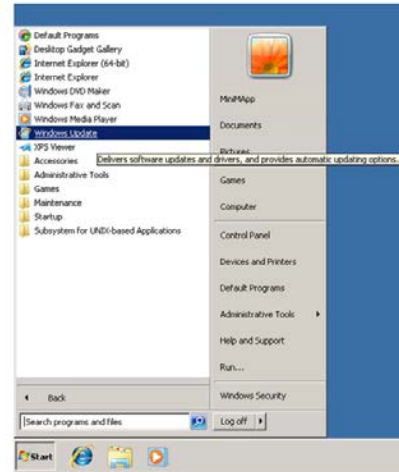 Default Programs
Desktop Gadget Gallery
Internet Explorer (64-bit)
Internet Explorer
Windows DVD Maker
Windows Fax and Scan
Windows Media Player
Windows Update
XPS Viewer
Accessories
Delivers software updates and drivers, and provides automatic updating options.
Administrative Tools
Games
Maintenance
Startup
Subsystem for UNIX-based Applications
Back
Search programs and files
MiniMApp
Documents
Pictures
Games
Computer
Control Panel
Devices and Printers
Default Programs
Administrative Tools
Help and Support
Run...
Windows Security
Log off
Start